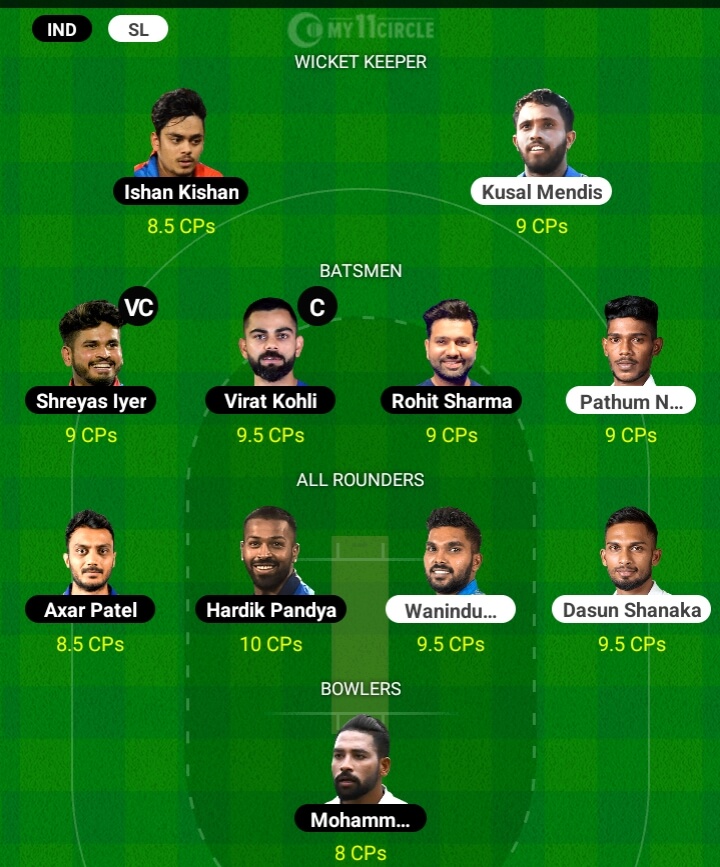 IND SL MY11CIRCLE
WICKET KEEPER
Ishan Kishan Kusal Mendis
8.5 CPs 9 CPs
BATSMEN
VC C
Shreyas Iyer Virat Kohli Rohit Sharma Pathum N...
9 CPs 9.5 CPs 9 CPs 9 CPs
ALL ROUNDERS
Axar Patel Hardik Pandya Wanindu... Dasun Shanaka
8.5 CPs 10 CPs 9.5 CPs 9.5 CPs
BOWLERS
Mohamm...
8 CPs